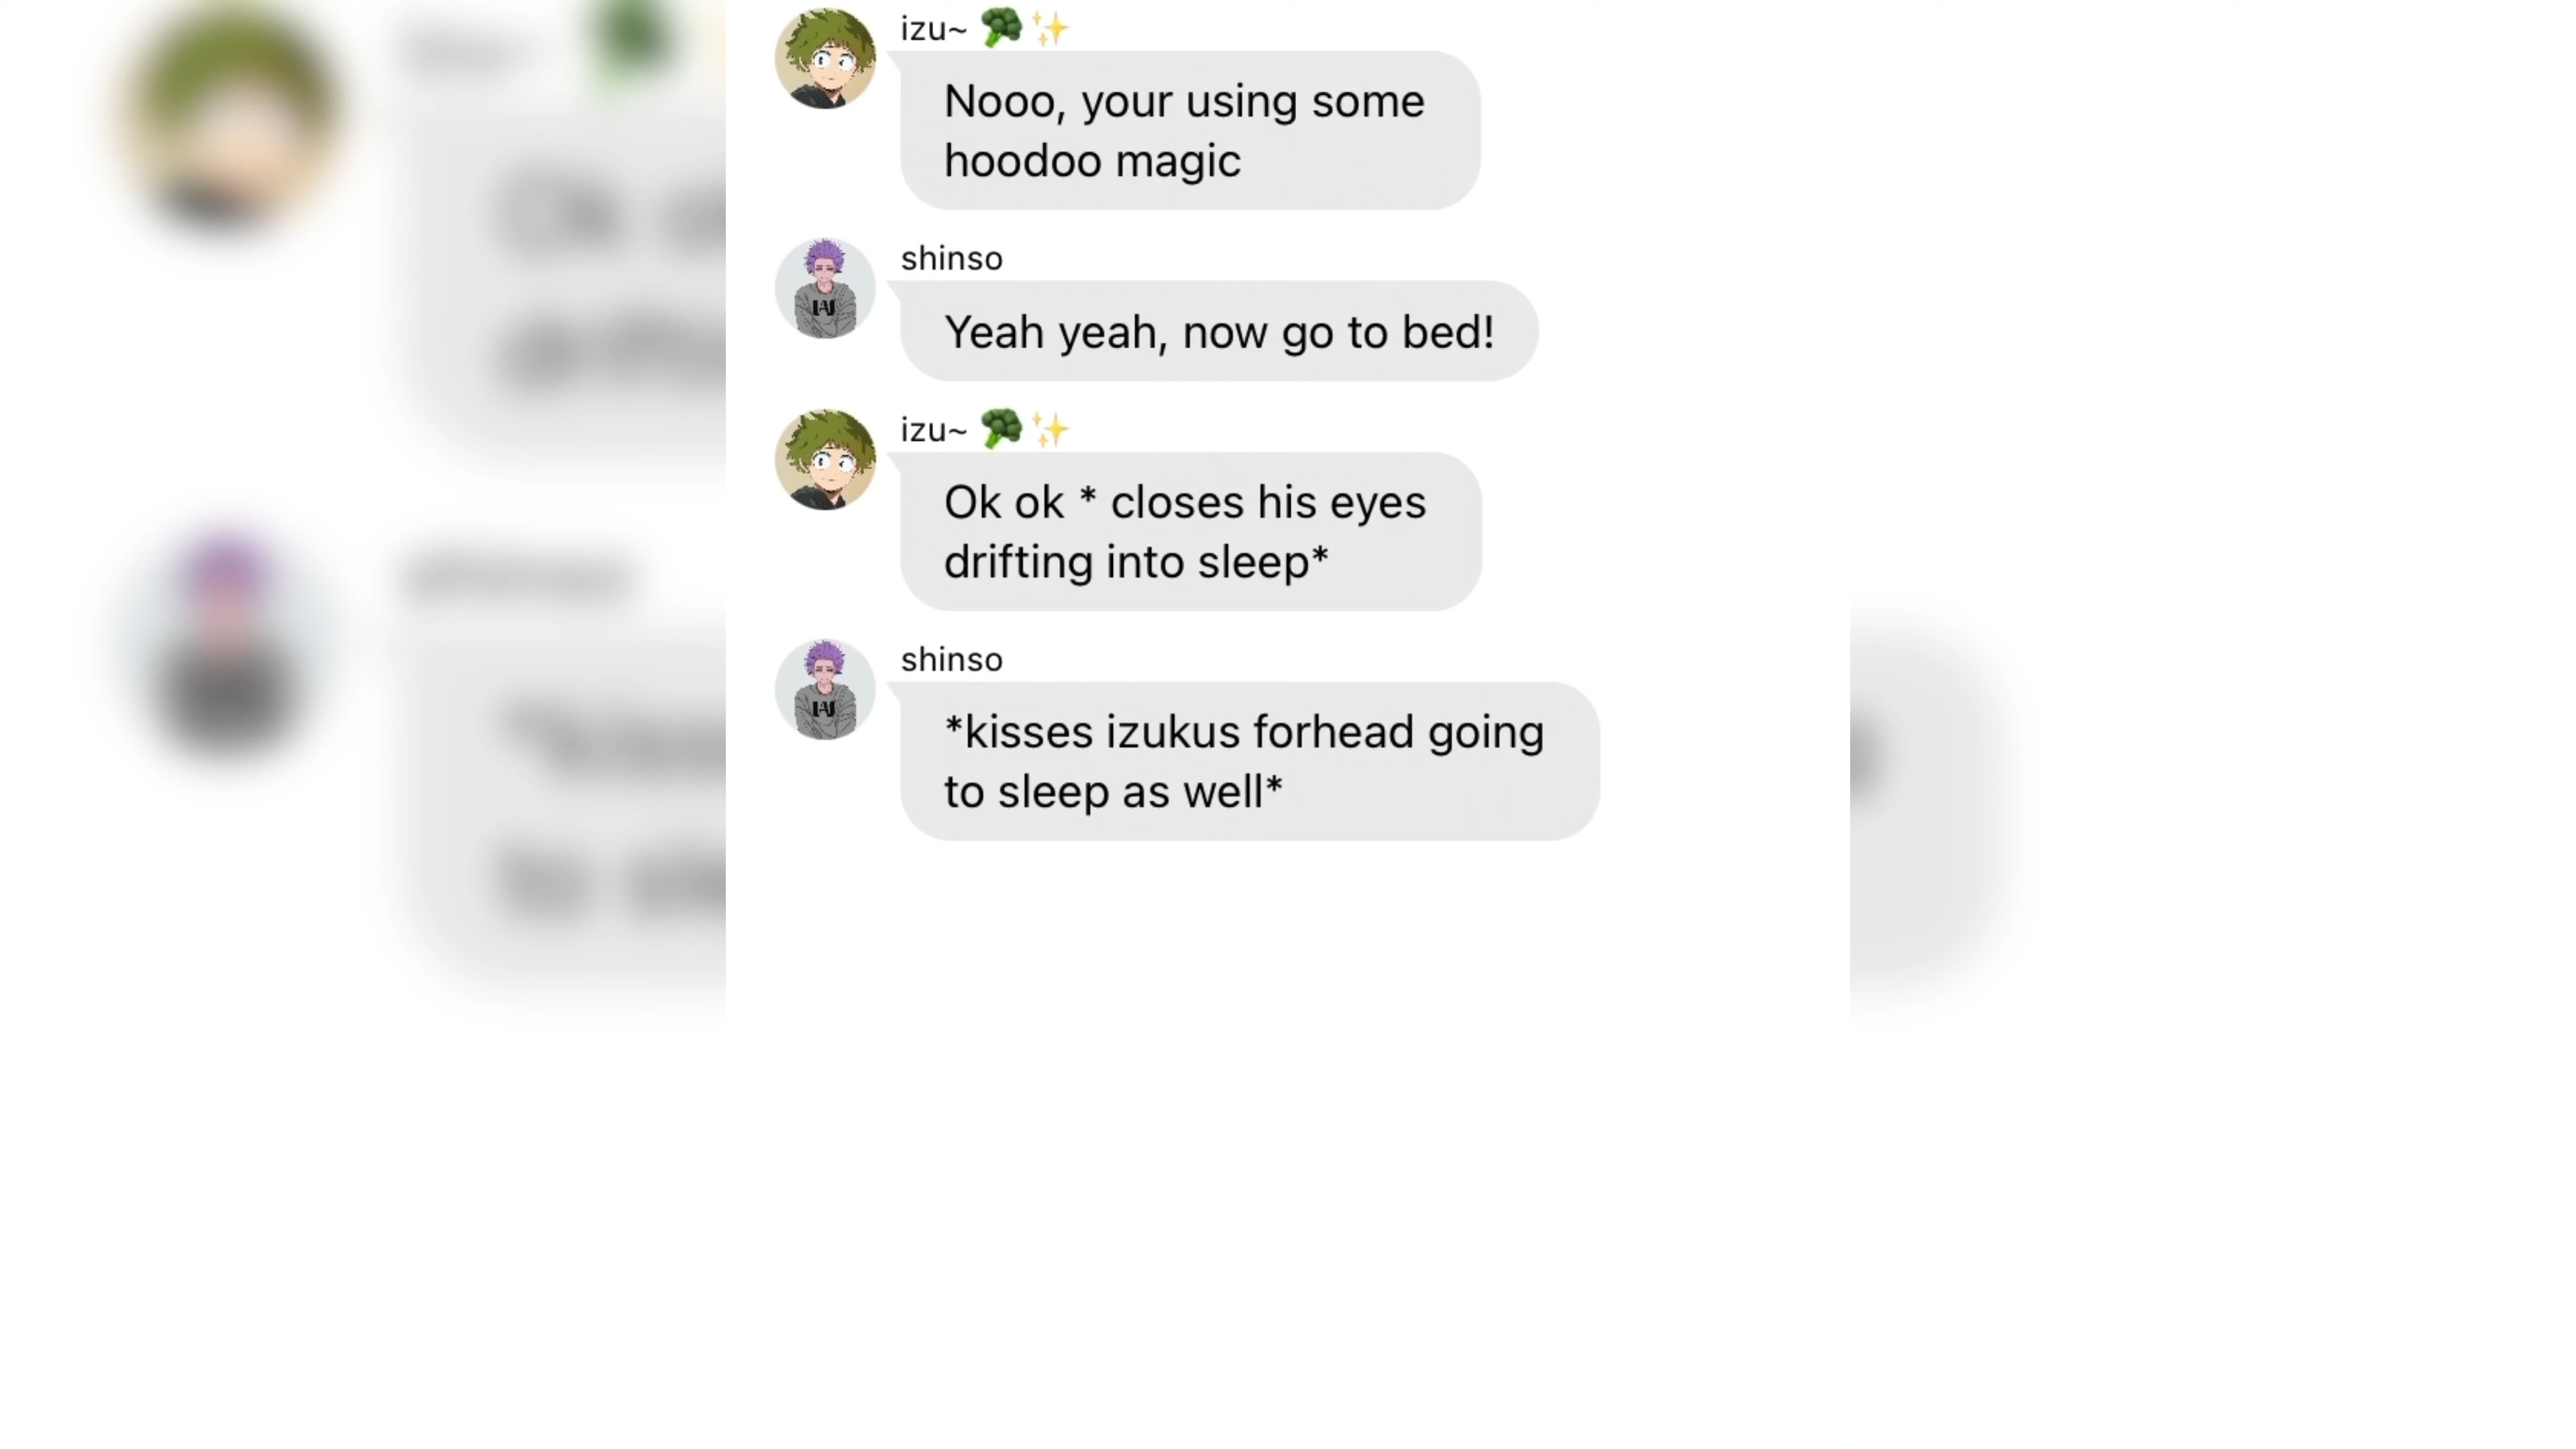 izu~ 🥦✨
Nooo, your using some
hoodoo magic
shinso
Yeah yeah, now go to bed!
izu~ 🥦✨
Ok ok * closes his eyes
drifting into sleep*
shinso
*kisses izukus forhead going
to sleep as well*